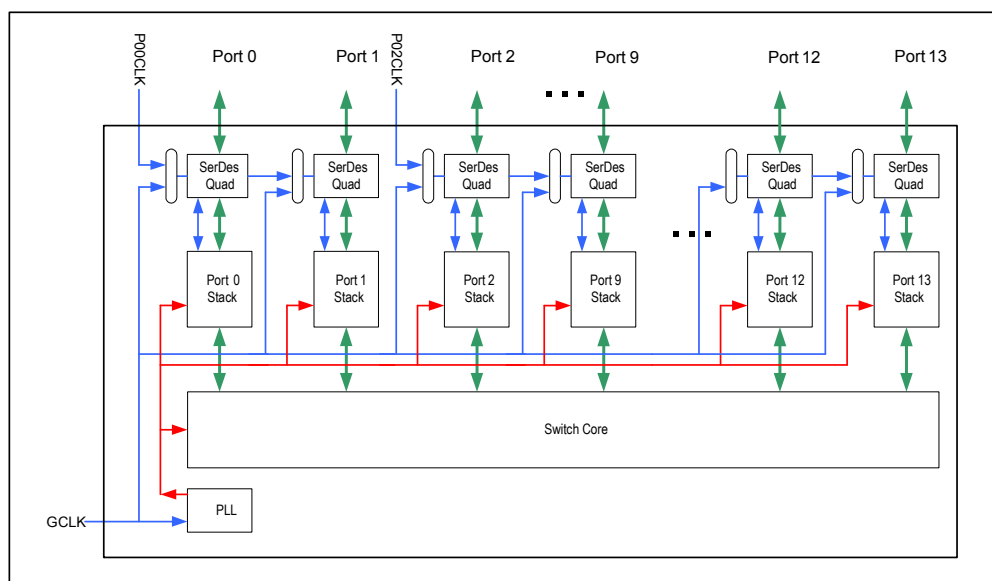 P00CLK
Port 0
Port 1
P02CLK
Port 2
Port 9
Port 12
Port 13
SerDes
Quad
SerDes
Quad
SerDes
Quad
SerDes
Quad
SerDes
Quad
SerDes
Quad
Port 0
Stack
Port 1
Stack
Port 2
Stack
Port 9
Stack
Port 12
Stack
Port 13
Stack
Switch Core
PLL
GCLK